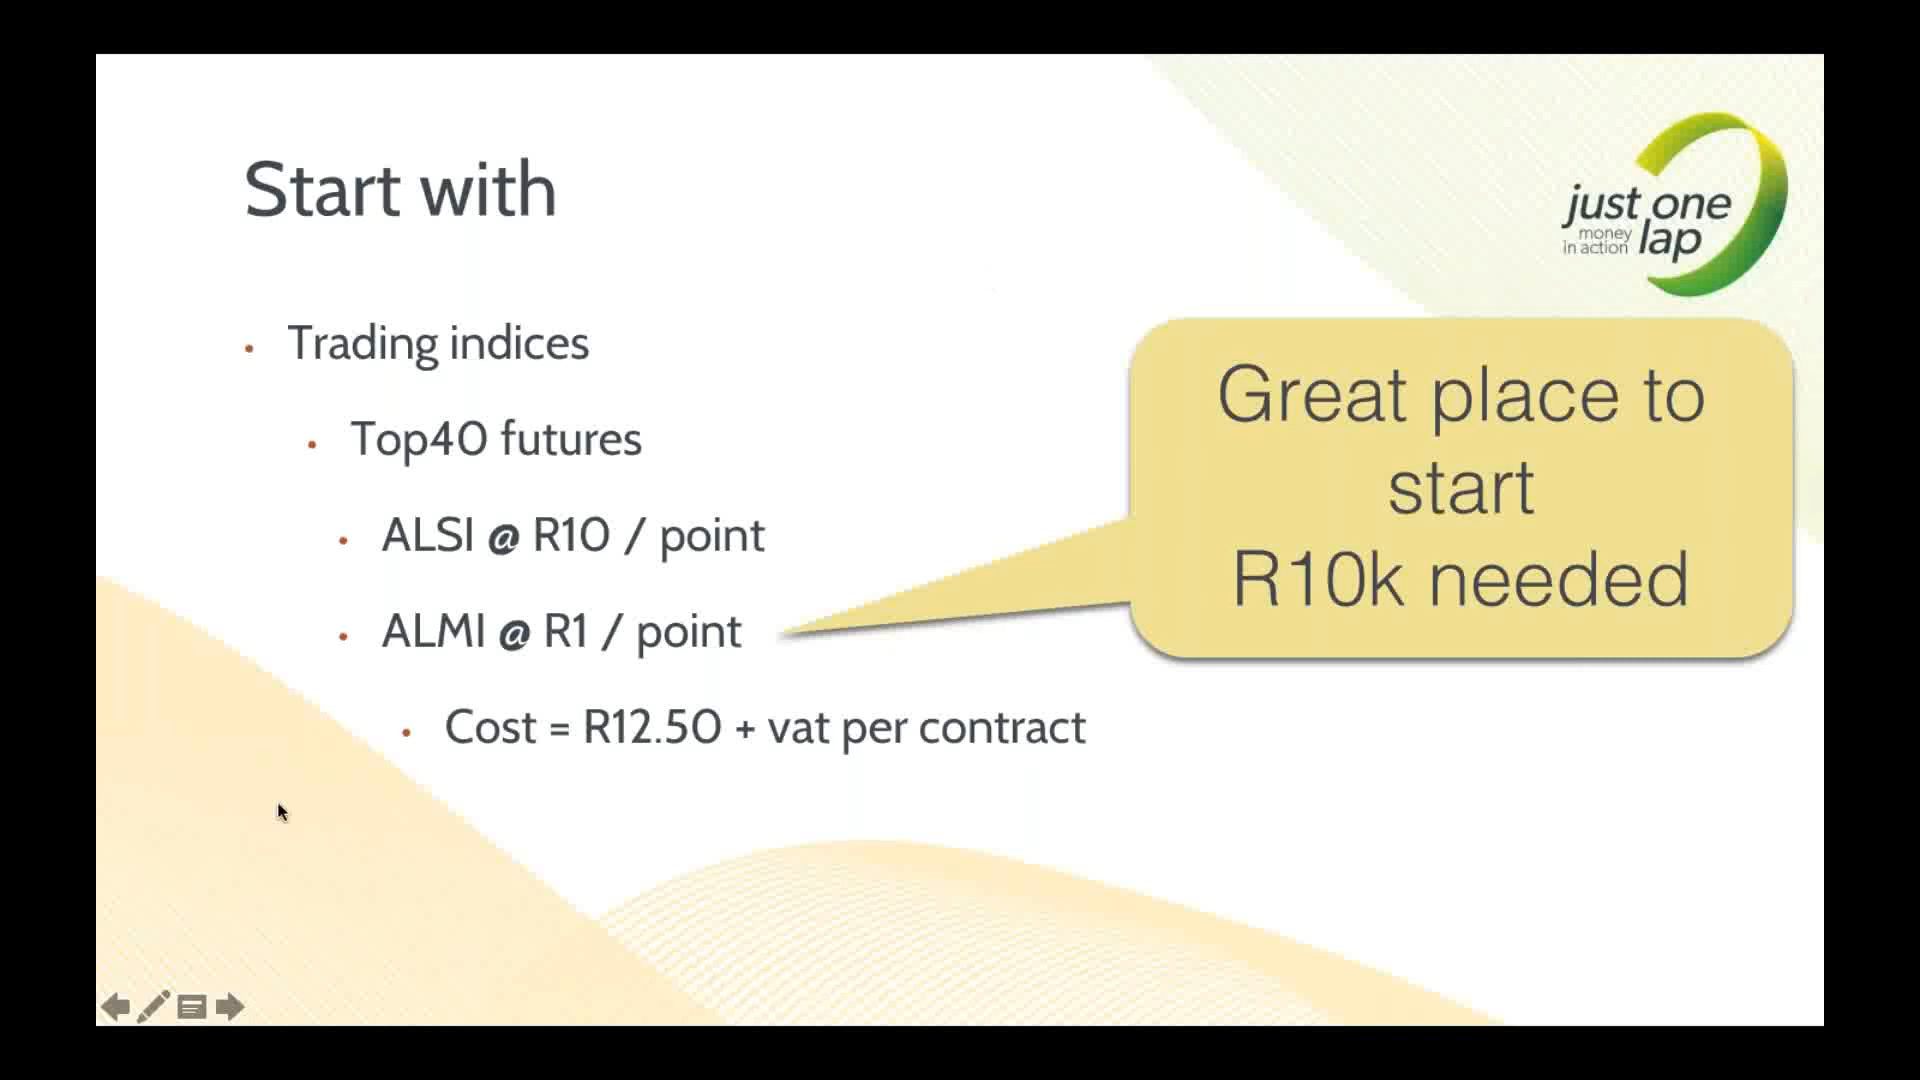 Start with
just one
money
in action
lap
• Trading indices
• Top40 futures
• ALSI @ R10 / point
• ALMI @ R1 / point
• Cost = R12.50 + vat per contract
Great place to
start
R10k needed